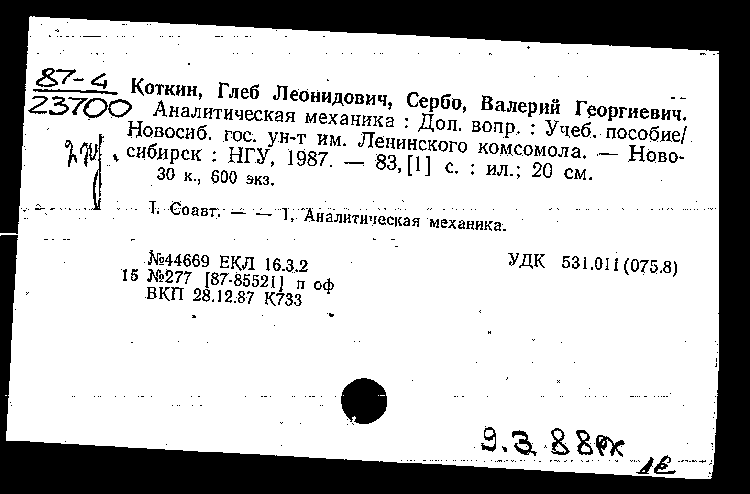 87-4
23700
Коткин, Глеб Леонидович, Сербо, Валерий Георгиевич.
Аналитическая механика : Доп. вопр. : Учеб. пособие/
Новосиб. гос. ун-т им. Ленинского комсомола. — Ново-
сибирск : НГУ, 1987. — 83,[1] с. : ил.; 20 см.
30 к., 600 экз.
I. Соавт. — — 1. Аналитическая механика.
№44669 ЕКЛ 16.3.2
УДК 531.011(075.8)
15 №277 [87-85521] п оф
ВКП 28.12.87 К733
9.3.88